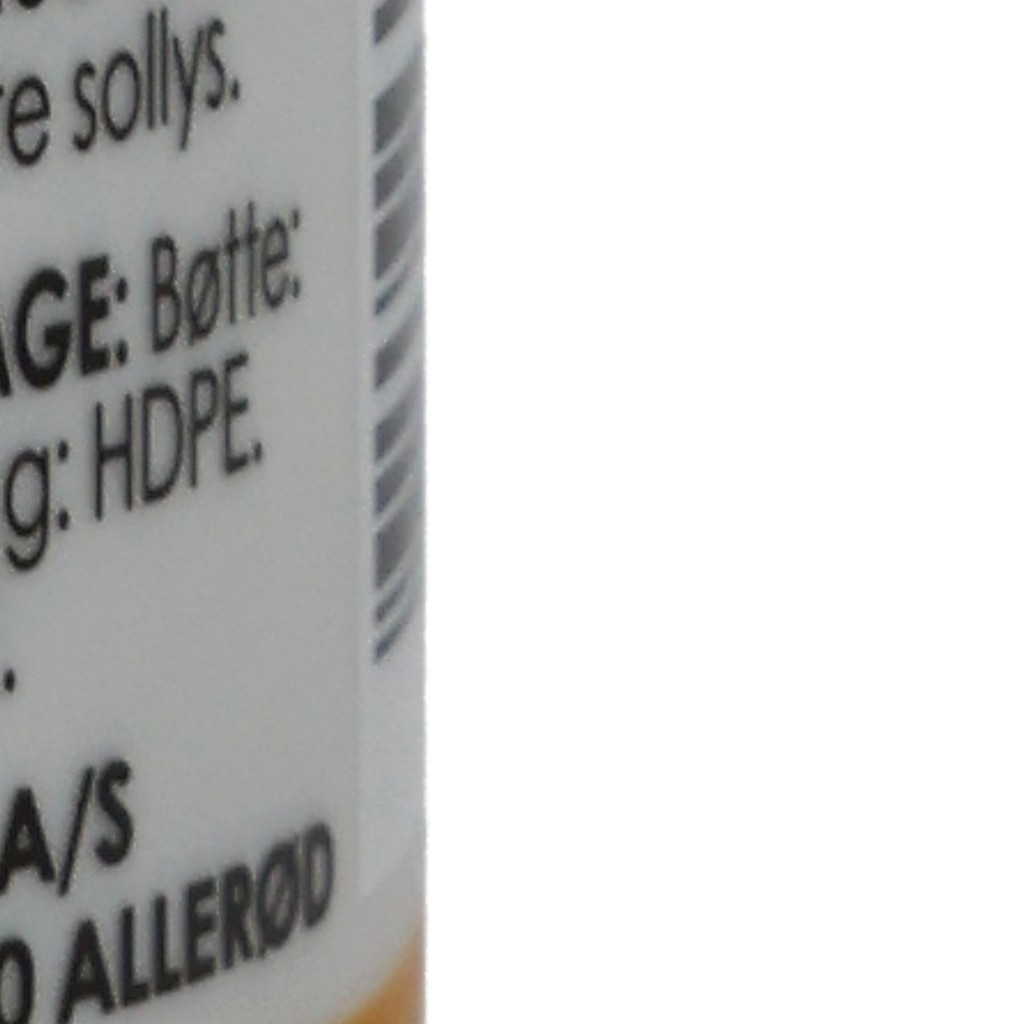 re sollys.
AGE: Bøtte:
g: HDPE.
.
A/S
0 ALLERØD